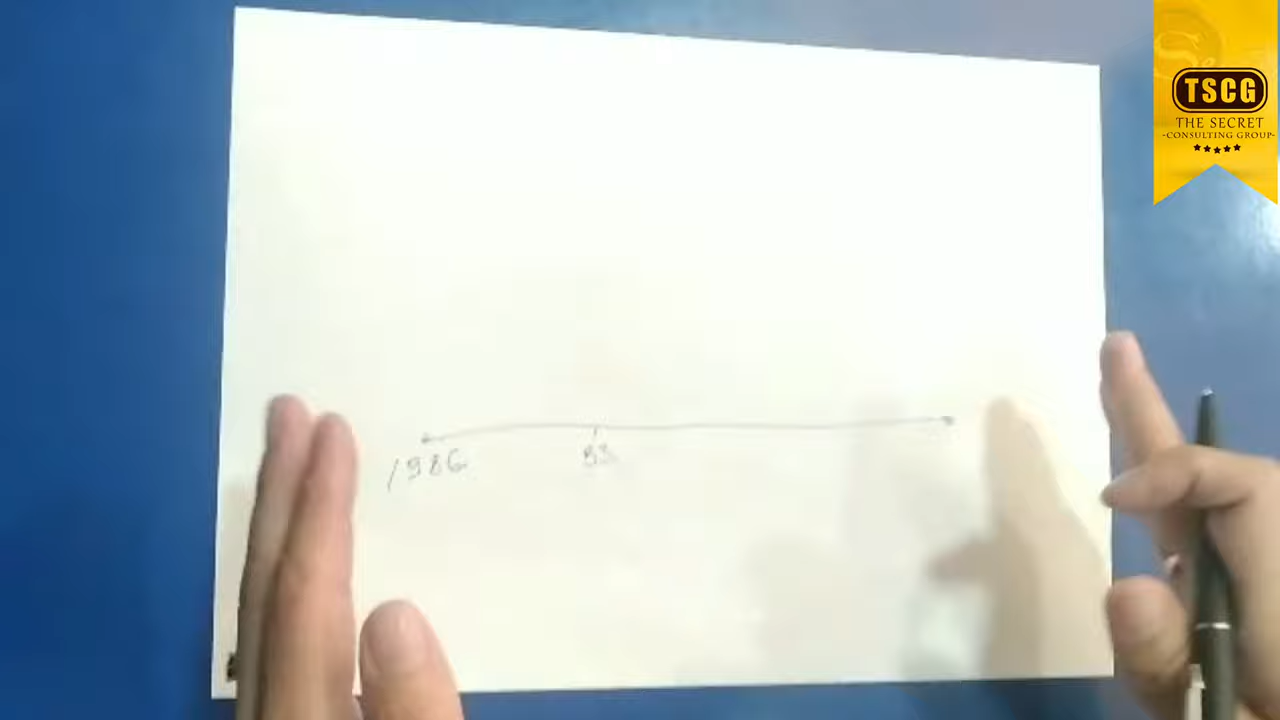 TSCG
THE SECRET
-CONSULTING GROUP-
1986 83